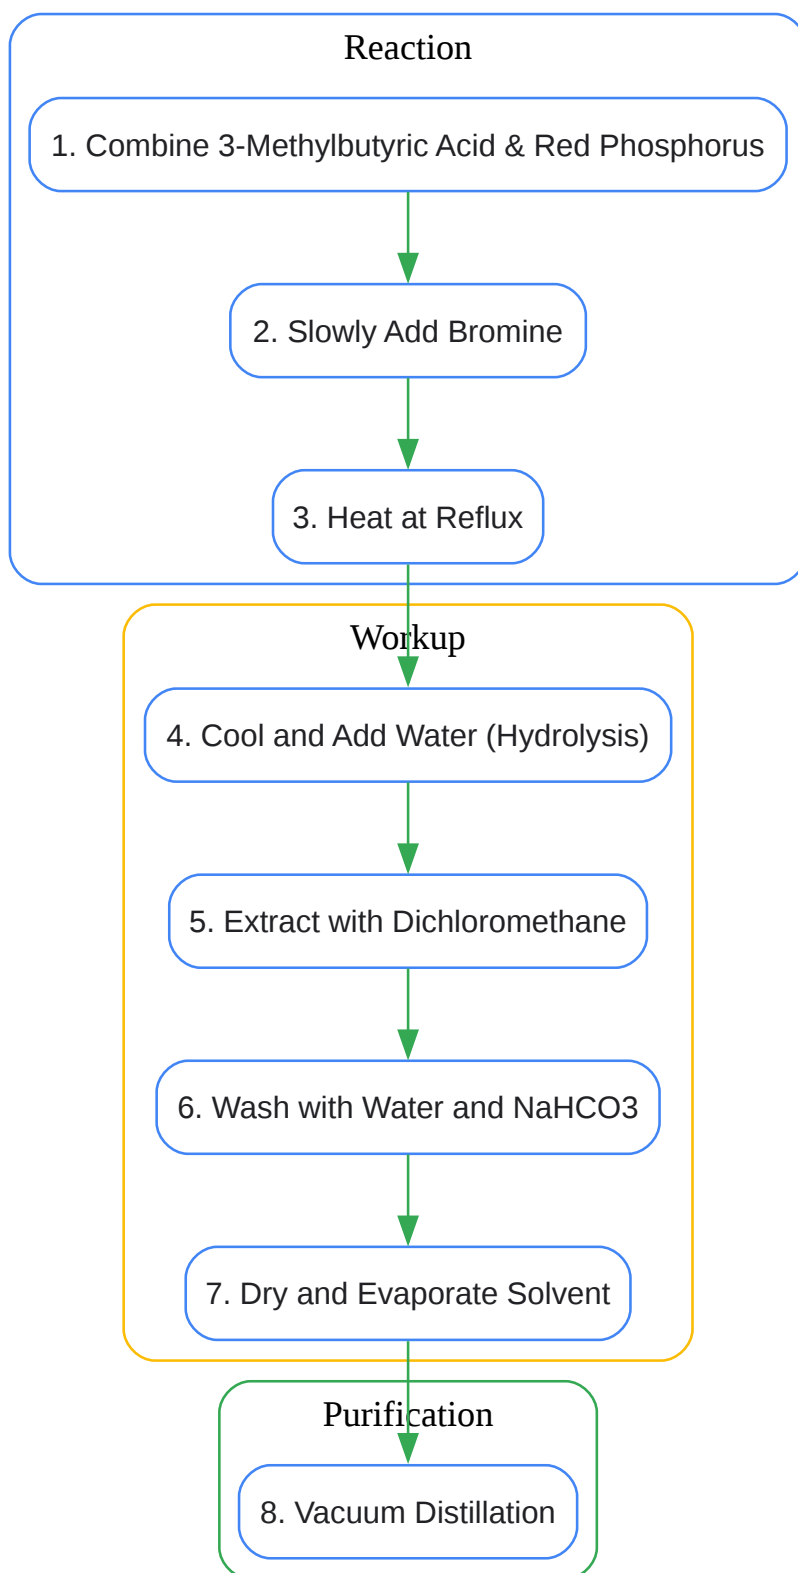 Reaction
1. Combine 3-Methylbutyric Acid & Red Phosphorus
2. Slowly Add Bromine
3. Heat at Reflux
Workup
4. Cool and Add Water (Hydrolysis)
5. Extract with Dichloromethane
6. Wash with Water and NaHCO3
7. Dry and Evaporate Solvent
Purification
8. Vacuum Distillation